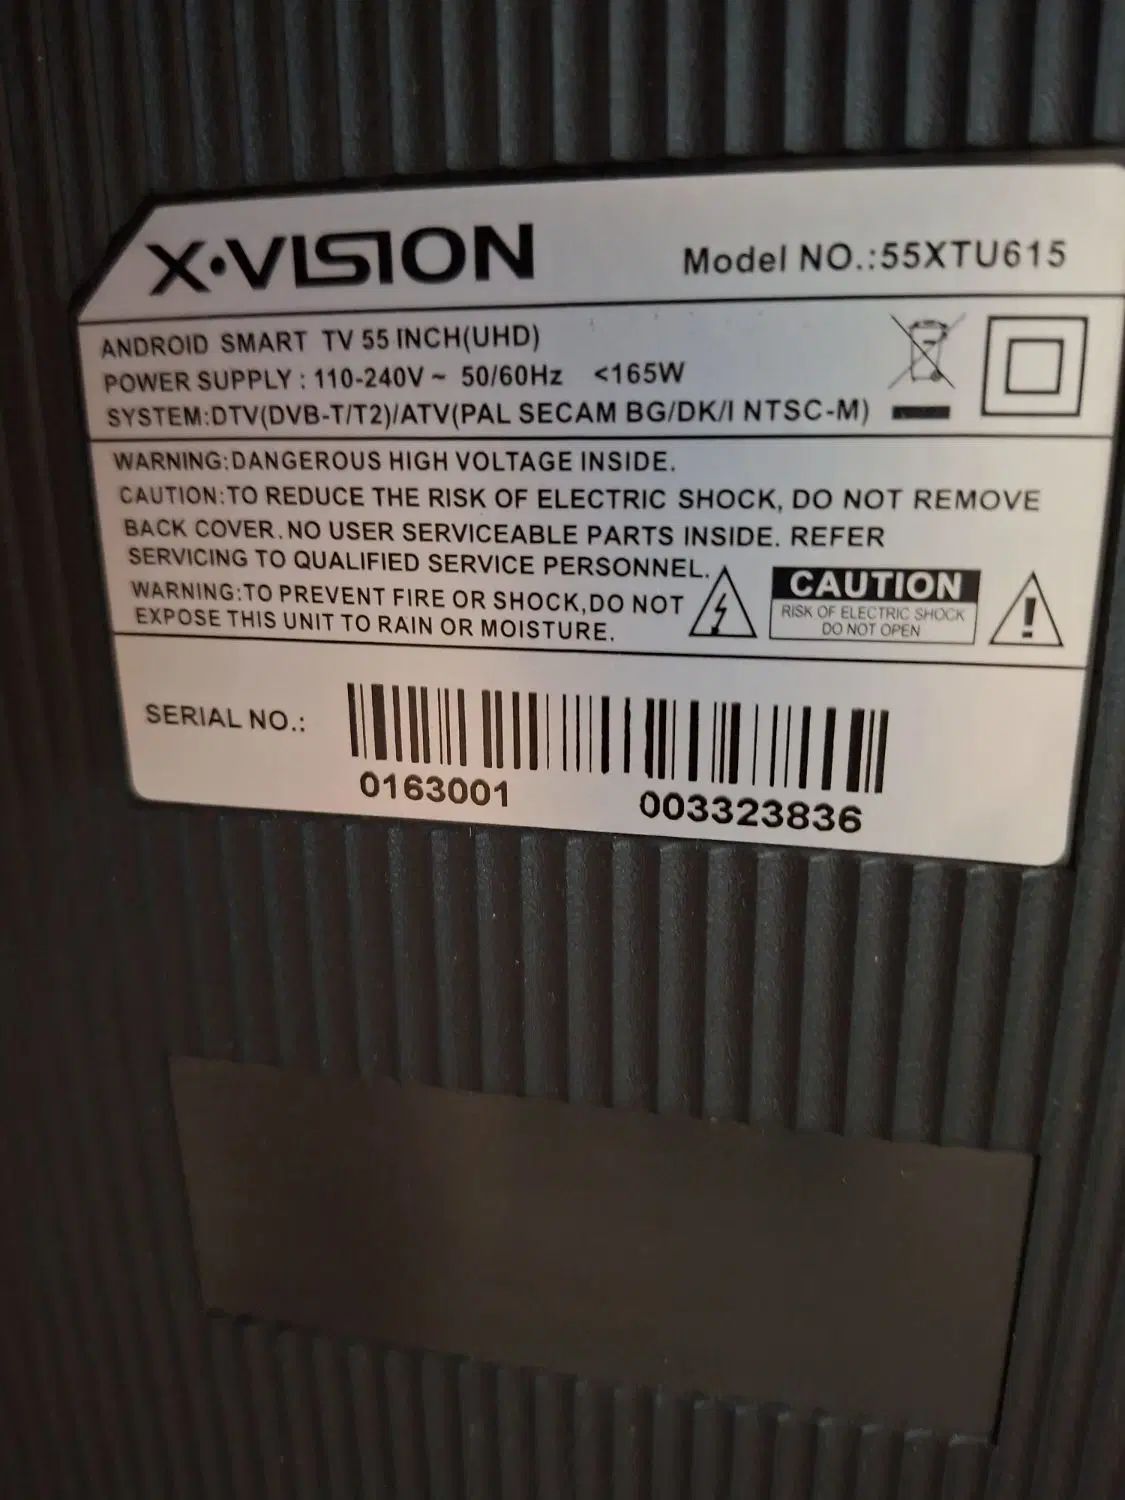 X·VISION
Model NO.:55XTU615
ANDROID SMART TV 55 INCH(UHD)
POWER SUPPLY : 110-240V ~ 50/60Hz <165W
SYSTEM:DTV(DVB-T/T2)/ATV(PAL SECAM BG/DK/I NTSC-M)
WARNING:DANGEROUS HIGH VOLTAGE INSIDE.
CAUTION:TO REDUCE THE RISK OF ELECTRIC SHOCK, DO NOT REMOVE
BACK COVER. NO USER SERVICEABLE PARTS INSIDE. REFER
SERVICING TO QUALIFIED SERVICE PERSONNEL.
WARNING:TO PREVENT FIRE OR SHOCK,DO NOT
EXPOSE THIS UNIT TO RAIN OR MOISTURE.
CAUTION
RISK OF ELECTRIC SHOCK
DO NOT OPEN
SERIAL NO.:
0163001 003323836